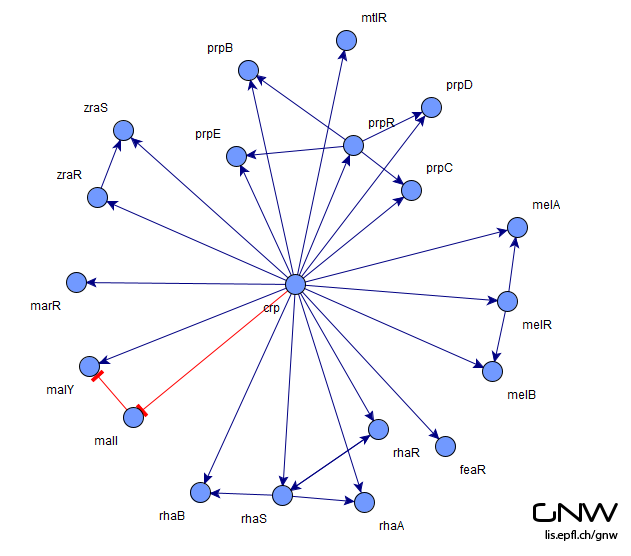 mtlR
prpB
prpD
zraS
prpR
prpE
prpC
zraR
melA
crp
marR
melR
malY
melB
malI
rhaR
feaR
rhaB
rhaS
rhaA
GNW
lis.epfl.ch/gnw